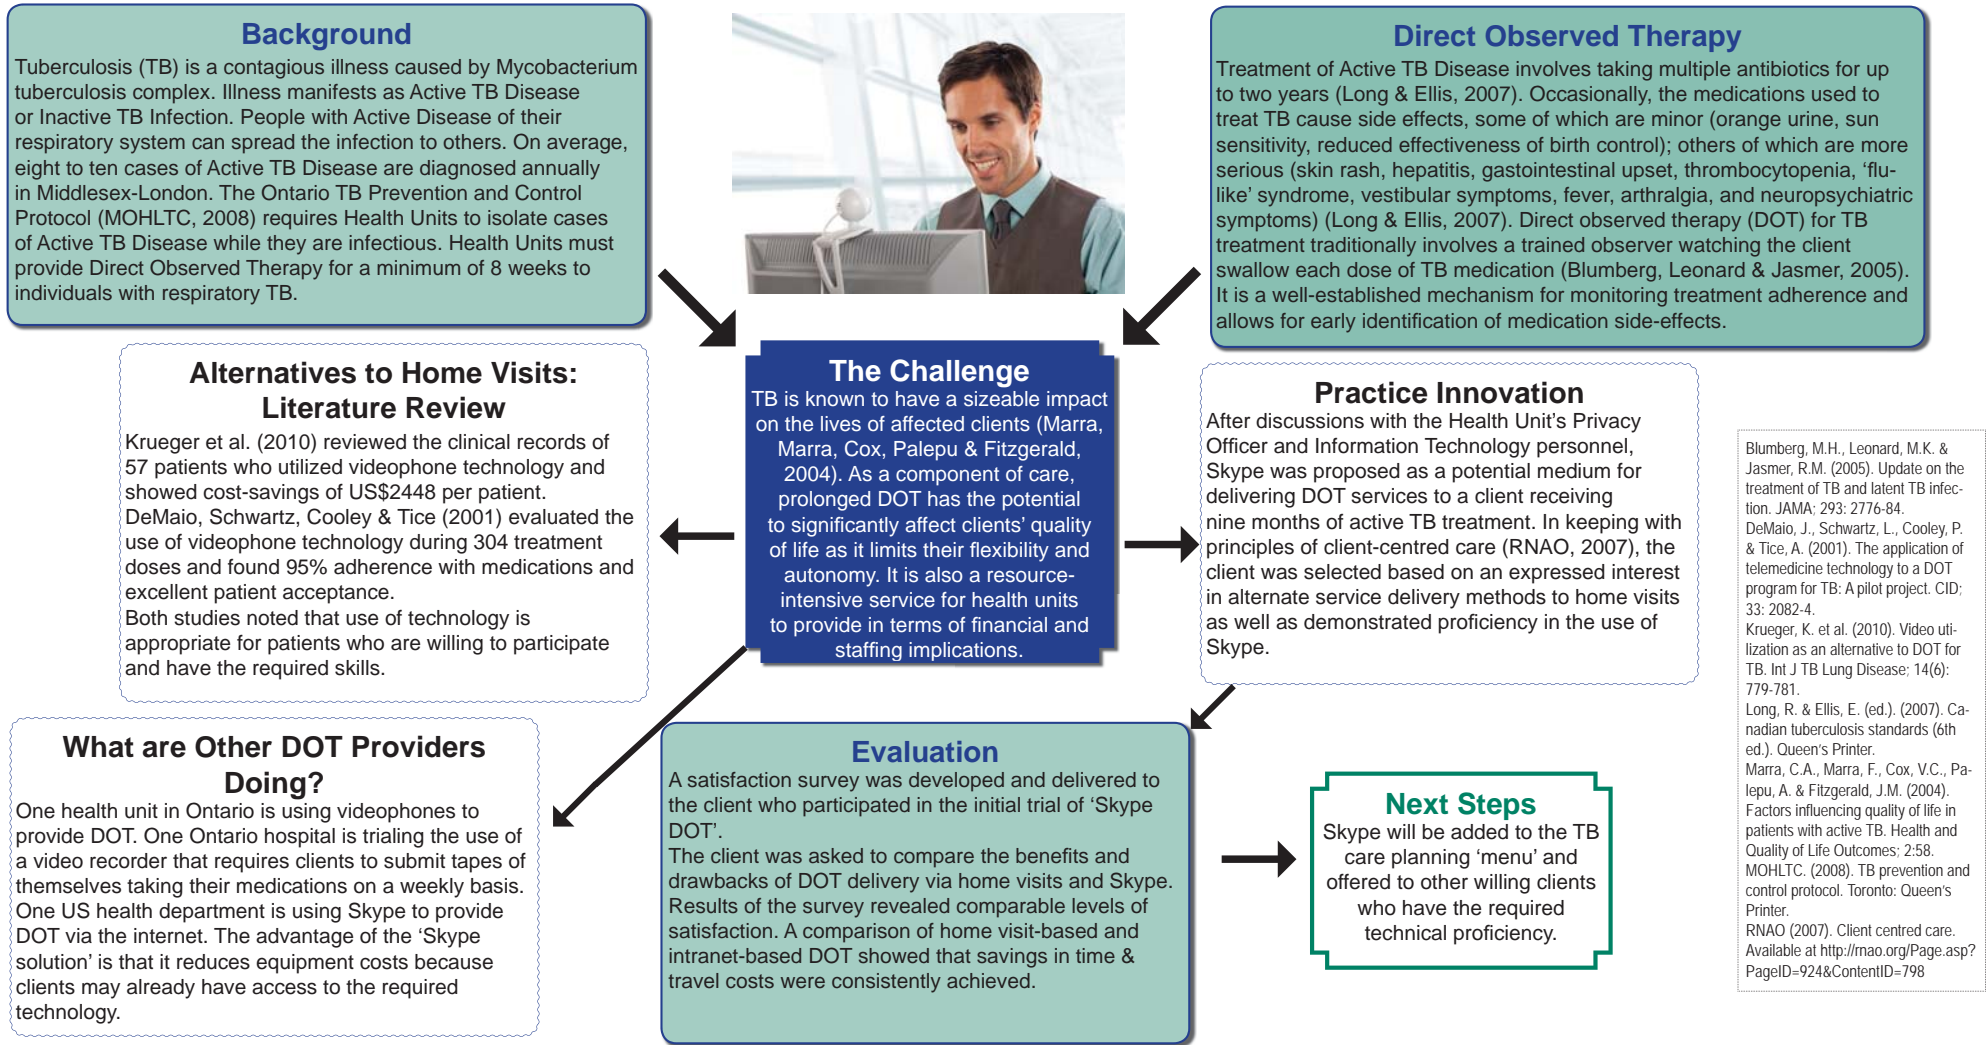 Background
Tuberculosis (TB) is a contagious illness caused by Mycobacterium
tuberculosis complex. Illness manifests as Active TB Disease
or Inactive TB Infection. People with Active Disease of their
respiratory system can spread the infection to others. On average,
eight to ten cases of Active TB Disease are diagnosed annually
in Middlesex-London. The Ontario TB Prevention and Control
Protocol (MOHLTC, 2008) requires Health Units to isolate cases
of Active TB Disease while they are infectious. Health Units must
provide Direct Observed Therapy for a minimum of 8 weeks to
individuals with respiratory TB.
Direct Observed Therapy
Treatment of Active TB Disease involves taking multiple antibiotics for up
to two years (Long & Ellis, 2007). Occasionally, the medications used to
treat TB cause side effects, some of which are minor (orange urine, sun
sensitivity, reduced effectiveness of birth control); others of which are more
serious (skin rash, hepatitis, gastointestinal upset, thrombocytopenia, ‘flu-
like’ syndrome, vestibular symptoms, fever, arthralgia, and neuropsychiatric
symptoms) (Long & Ellis, 2007). Direct observed therapy (DOT) for TB
treatment traditionally involves a trained observer watching the client
swallow each dose of TB medication (Blumberg, Leonard & Jasmer, 2005).
It is a well-established mechanism for monitoring treatment adherence and
allows for early identification of medication side-effects.
The Challenge
TB is known to have a sizeable impact
on the lives of affected clients (Marra,
Marra, Cox, Palepu & Fitzgerald,
2004). As a component of care,
prolonged DOT has the potential
to significantly affect clients’ quality
of life as it limits their flexibility and
autonomy. It is also a resource-
intensive service for health units
to provide in terms of financial and
staffing implications.
Alternatives to Home Visits:
Literature Review
Krueger et al. (2010) reviewed the clinical records of
57 patients who utilized videophone technology and
showed cost-savings of US$2448 per patient.
DeMaio, Schwartz, Cooley & Tice (2001) evaluated the
use of videophone technology during 304 treatment
doses and found 95% adherence with medications and
excellent patient acceptance.
Both studies noted that use of technology is
appropriate for patients who are willing to participate
and have the required skills.
Practice Innovation
After discussions with the Health Unit’s Privacy
Officer and Information Technology personnel,
Skype was proposed as a potential medium for
delivering DOT services to a client receiving
nine months of active TB treatment. In keeping with
principles of client-centred care (RNAO, 2007), the
client was selected based on an expressed interest
in alternate service delivery methods to home visits
as well as demonstrated proficiency in the use of
Skype.
What are Other DOT Providers
Doing?
One health unit in Ontario is using videophones to
provide DOT. One Ontario hospital is trialing the use of
a video recorder that requires clients to submit tapes of
themselves taking their medications on a weekly basis.
One US health department is using Skype to provide
DOT via the internet. The advantage of the ‘Skype
solution’ is that it reduces equipment costs because
clients may already have access to the required
technology.
Evaluation
A satisfaction survey was developed and delivered to
the client who participated in the initial trial of ‘Skype
DOT’.
The client was asked to compare the benefits and
drawbacks of DOT delivery via home visits and Skype.
Results of the survey revealed comparable levels of
satisfaction. A comparison of home visit-based and
intranet-based DOT showed that savings in time &
travel costs were consistently achieved.
Next Steps
Skype will be added to the TB
care planning ‘menu’ and
offered to other willing clients
who have the required
technical proficiency.
Blumberg, M.H., Leonard, M.K. &
Jasmer, R.M. (2005). Update on the
treatment of TB and latent TB infec-
tion. JAMA; 293: 2776-84.
DeMaio, J., Schwartz, L., Cooley, P.
& Tice, A. (2001). The application of
telemedicine technology to a DOT
program for TB: A pilot project. CID;
33: 2082-4.
Krueger, K. et al. (2010). Video uti-
lization as an alternative to DOT for
TB. Int J TB Lung Disease; 14(6):
779-781.
Long, R. & Ellis, E. (ed.). (2007). Ca-
nadian tuberculosis standards (6th
ed.). Queen’s Printer.
Marra, C.A., Marra, F., Cox, V.C., Pa-
lepu, A. & Fitzgerald, J.M. (2004).
Factors influencing quality of life in
patients with active TB. Health and
Quality of Life Outcomes; 2:58.
MOHLTC. (2008). TB prevention and
control protocol. Toronto: Queen’s
Printer.
RNAO (2007). Client centred care.
Available at http://rnao.org/Page.asp?
PageID=924&ContentID=798